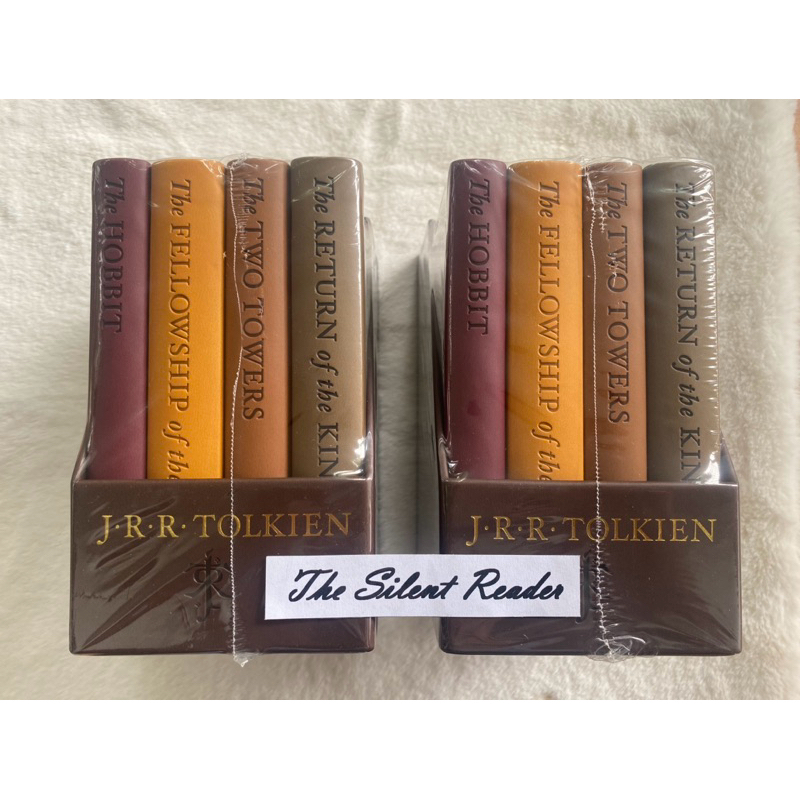 The HOBBIT
The FELLOWSHIP of the
The TWO TOWERS
The RETURN of the KIN
J·R·R·TOLKIEN
The HOBBIT
The FELLOWSHIP of the
The TWO TOWERS
The RETURN of the KIN
J·R·R·TOLKIEN
The Silent Reader